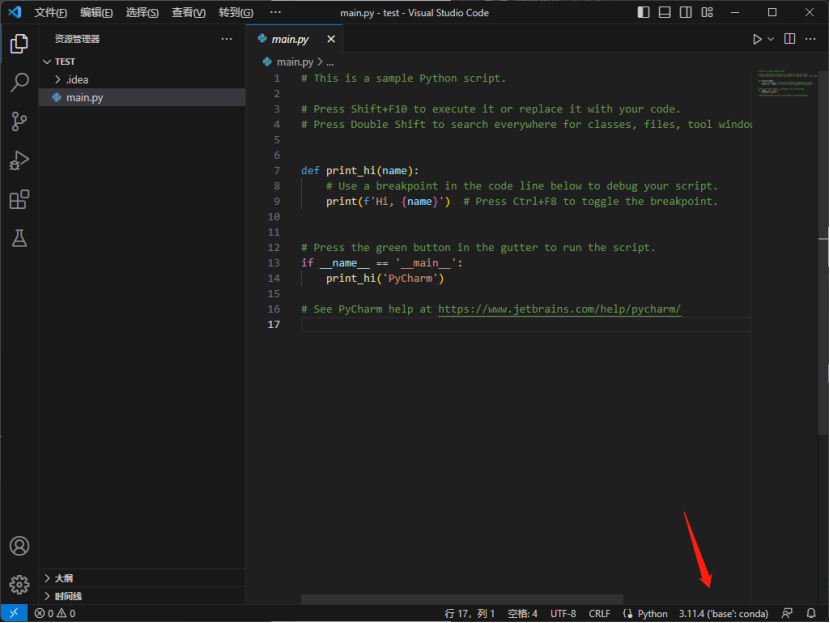 文件(F) 编辑(E) 选择(S) 查看(V) 转到(G) ··· main.py - test - Visual Studio Code
资源管理器 ···
main.py
TEST
.idea
main.py
main.py > ...
1 # This is a sample Python script.
2
3 # Press Shift+F10 to execute it or replace it with your code.
4 # Press Double Shift to search everywhere for classes, files, tool window
5
6
7 def print_hi(name):
8 # Use a breakpoint in the code line below to debug your script.
9 print(f'Hi, {name}') # Press Ctrl+F8 to toggle the breakpoint.
10
11
12 # Press the green button in the gutter to run the script.
13 if __name__ == '__main__':
14 print_hi('PyCharm')
15
16 # See PyCharm help at https://www.jetbrains.com/help/pycharm/
17
大纲
时间线
0 0 行 17，列 1 空格: 4 UTF-8 CRLF Python 3.11.4 ('base': conda)